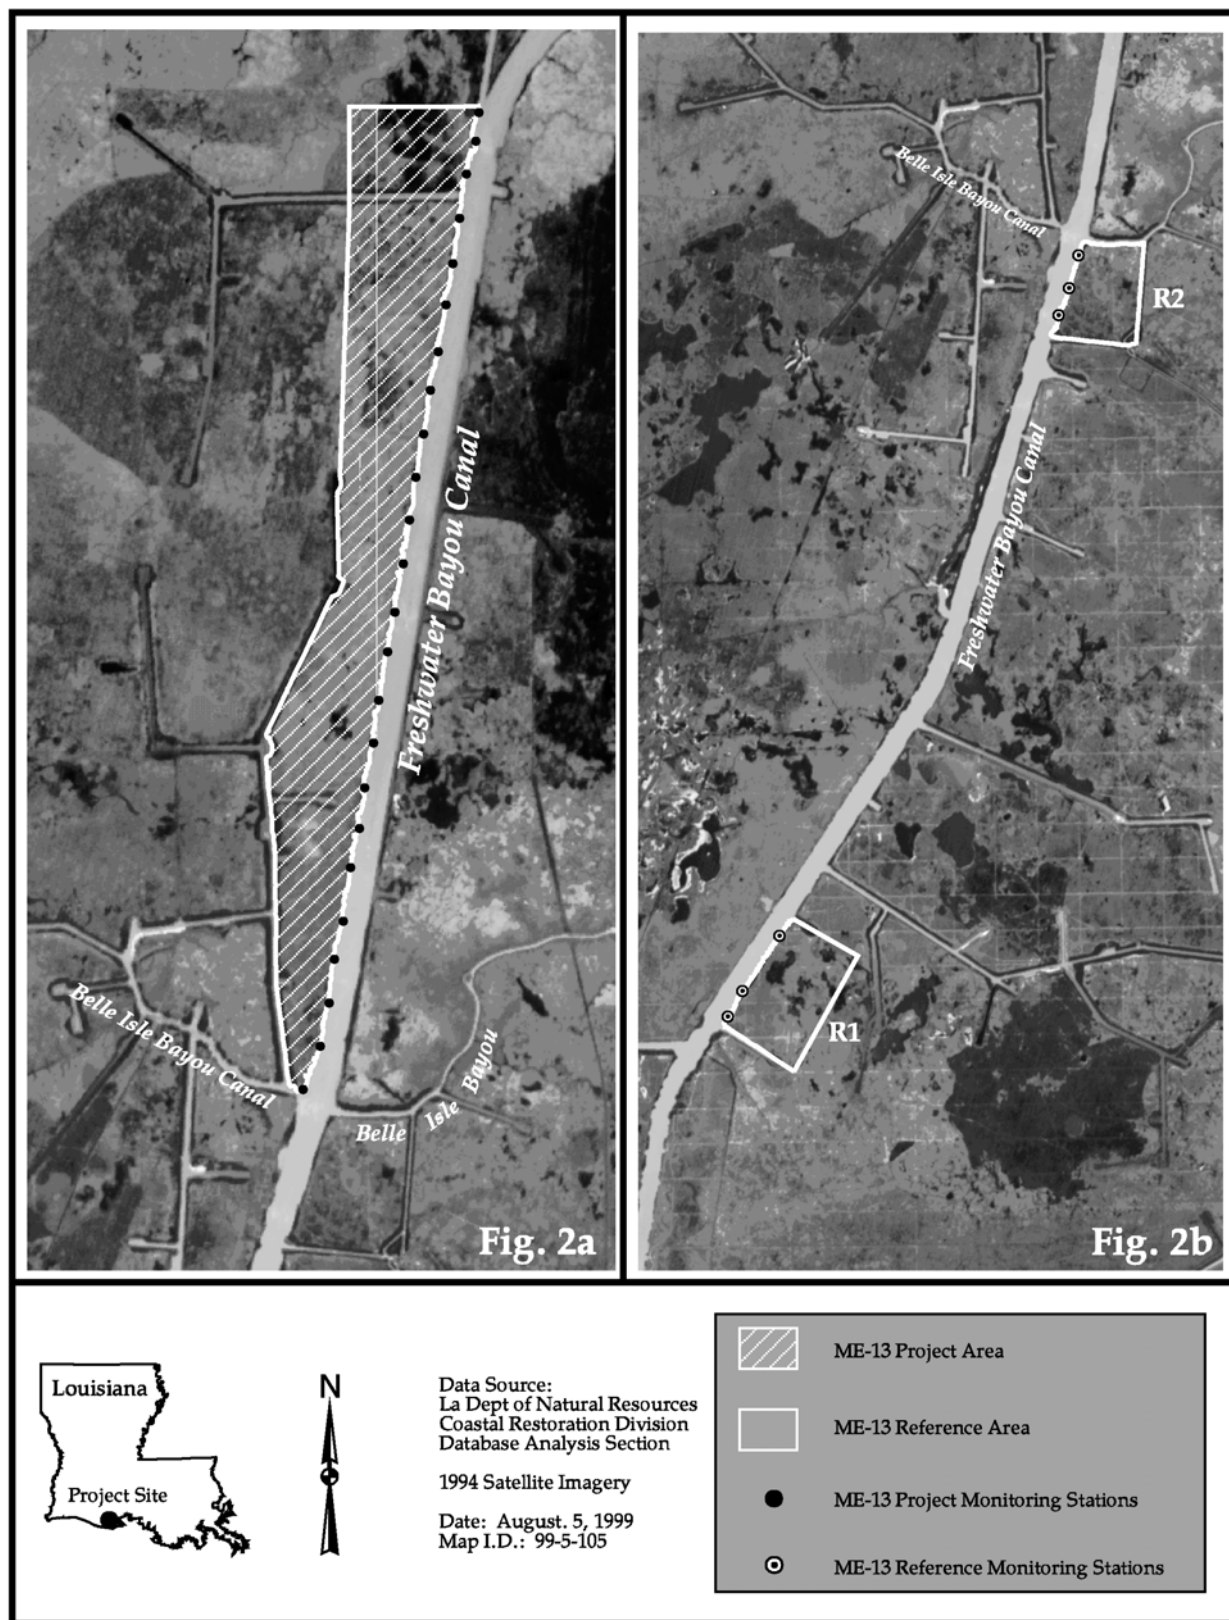 Freshwater Bayou Canal
Belle Isle Bayou Canal
Belle Isle Bayou
Fig. 2a
Belle Isle Bayou Canal
R2
Freshwater Bayou Canal
R1
Fig. 2b
Louisiana
Project Site
N
Data Source:
La Dept of Natural Resources
Coastal Restoration Division
Database Analysis Section
1994 Satellite Imagery
Date: August. 5, 1999
Map I.D.: 99-5-105
ME-13 Project Area
ME-13 Reference Area
ME-13 Project Monitoring Stations
ME-13 Reference Monitoring Stations